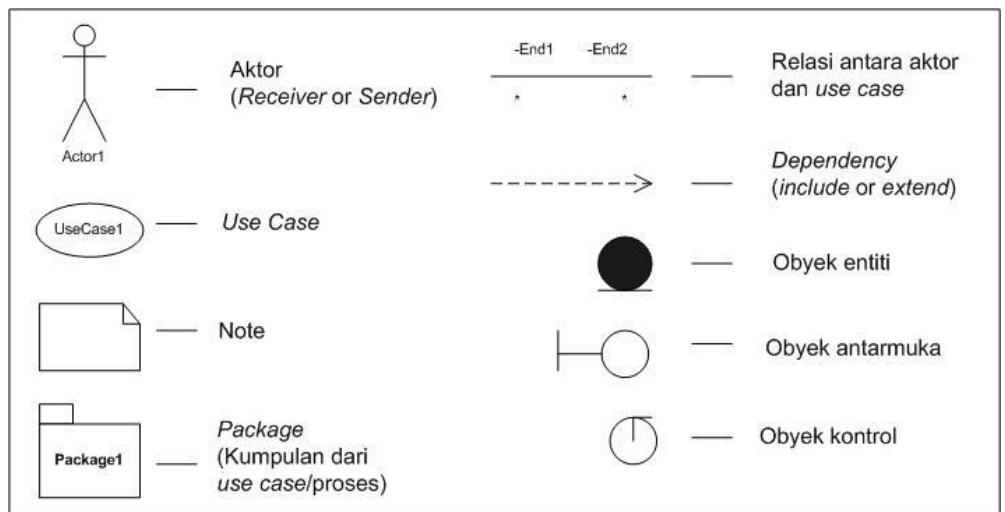 Actor1
Aktor
(Receiver or Sender)
UseCase1
Use Case
Note
Package1
Package
(Kumpulan dari
use case/proses)
-End1 -End2
* *
Relasi antara aktor
dan use case
Dependency
(include or extend)
Obyek entiti
Obyek antarmuka
Obyek kontrol